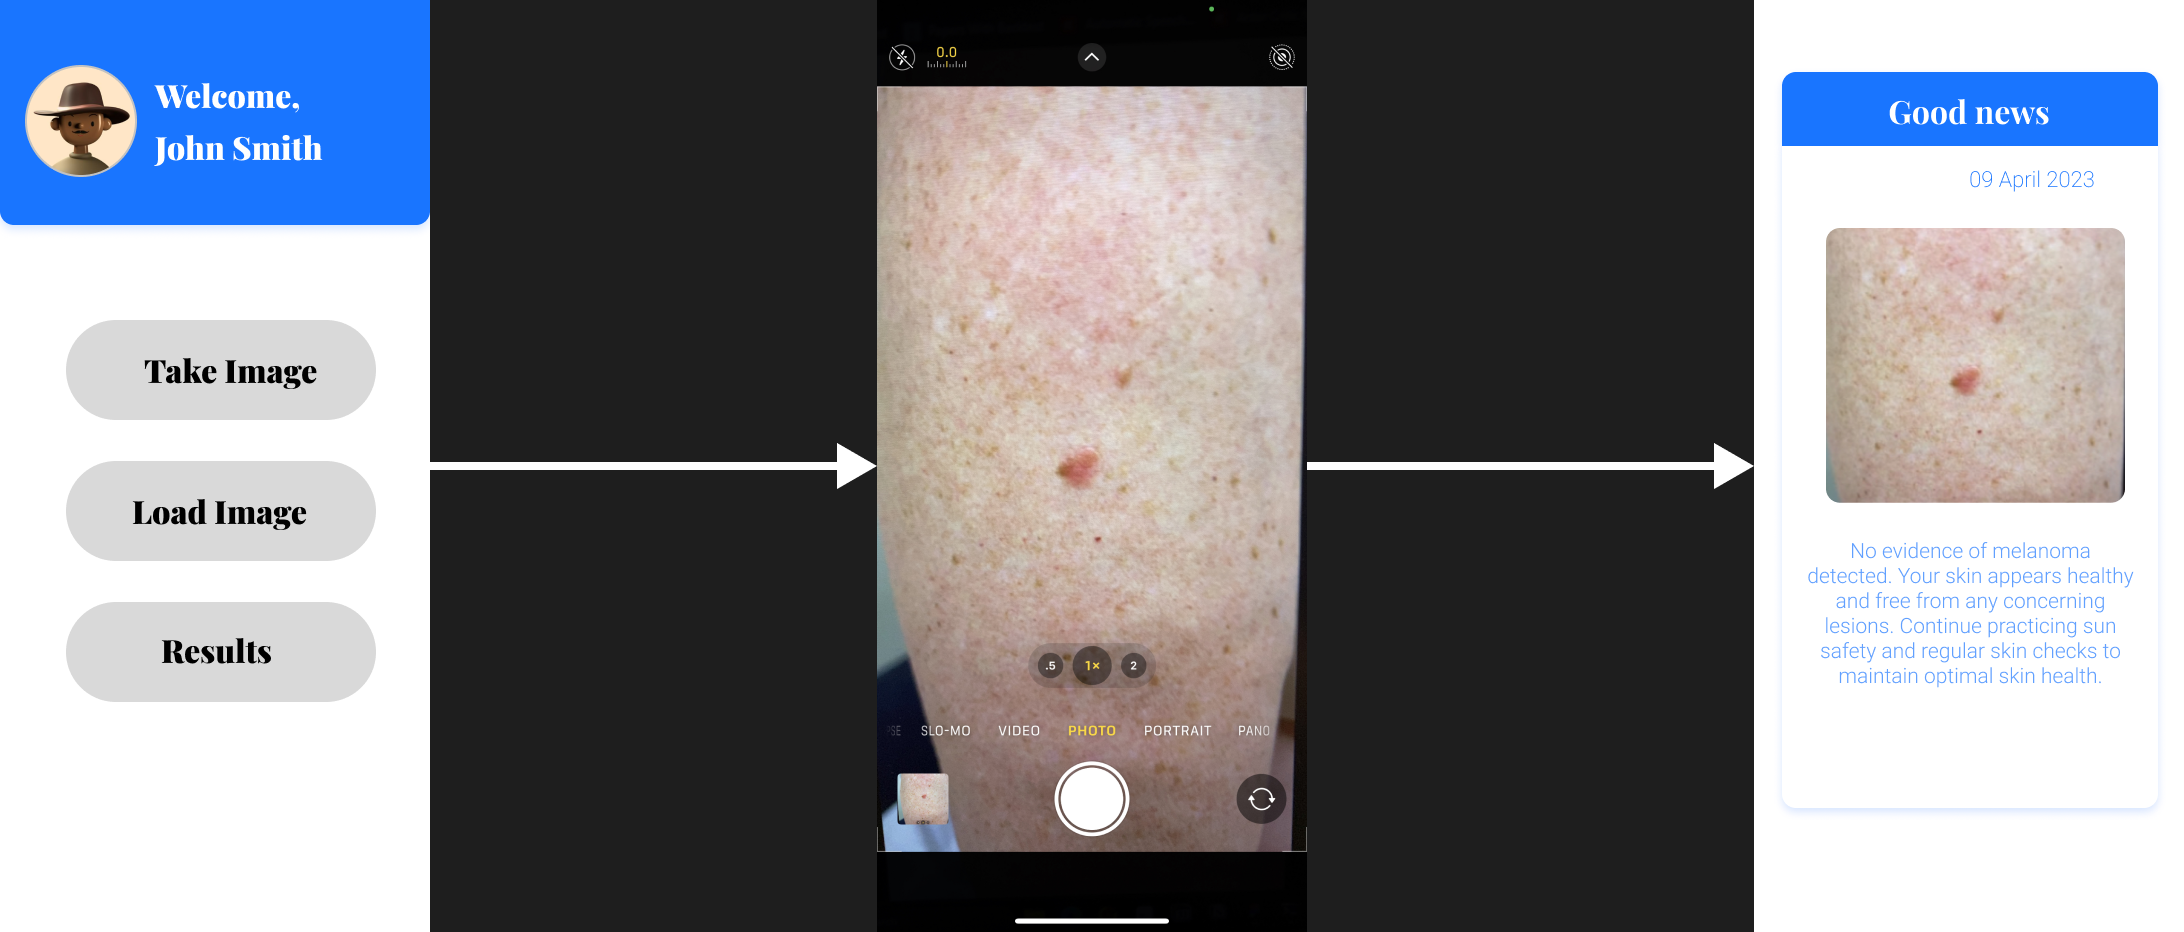 Welcome,
John Smith
Take Image
Load Image
Results
0.0
.5 1× 2
SLO-MO VIDEO PHOTO PORTRAIT PANO
Good news
09 April 2023
No evidence of melanoma
detected. Your skin appears healthy
and free from any concerning
lesions. Continue practicing sun
safety and regular skin checks to
maintain optimal skin health.